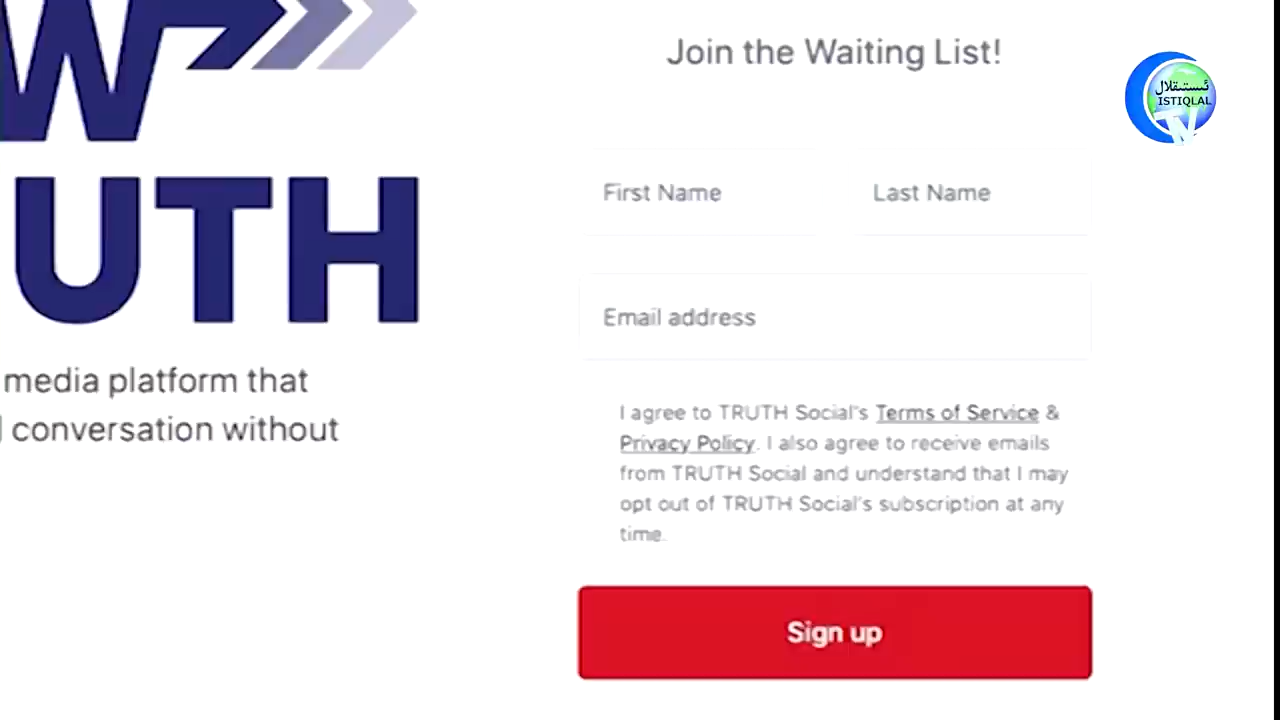 W
UTH
media platform that
conversation without
Join the Waiting List!
First Name
Last Name
Email address
I agree to TRUTH Social's Terms of Service &
Privacy Policy. I also agree to receive emails
from TRUTH Social and understand that I may
opt out of TRUTH Social's subscription at any
time.
Sign up
ئىستىقلال
ISTIQLAL
TV